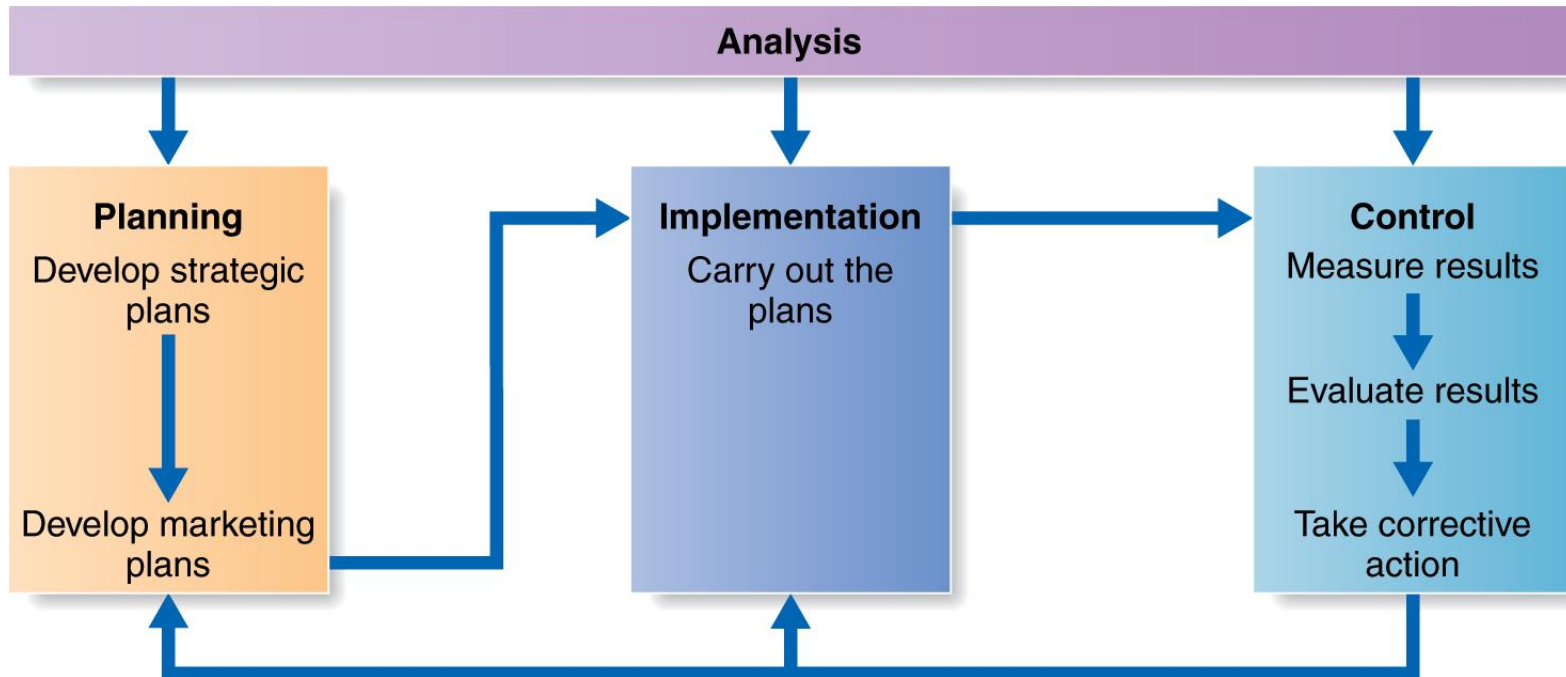 Analysis
Planning
Develop strategic
plans
Develop marketing
plans
Implementation
Carry out the
plans
Control
Measure results
Evaluate results
Take corrective
action